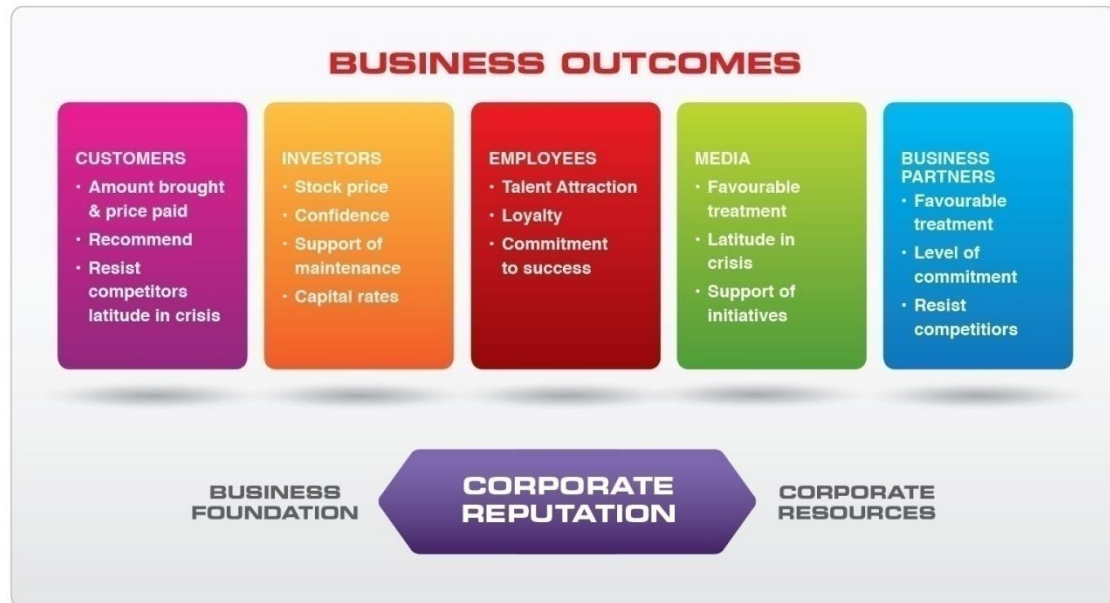 BUSINESS OUTCOMES
CUSTOMERS
• Amount brought
& price paid
• Recommend
• Resist
competitors
latitude in crisis
INVESTORS
• Stock price
• Confidence
• Support of
maintenance
• Capital rates
EMPLOYEES
• Talent Attraction
• Loyalty
• Commitment
to success
MEDIA
• Favourable
treatment
• Latitude in
crisis
• Support of
initiatives
BUSINESS
PARTNERS
• Favourable
treatment
• Level of
commitment
• Resist
competitiors
BUSINESS
FOUNDATION
CORPORATE
REPUTATION
CORPORATE
RESOURCES